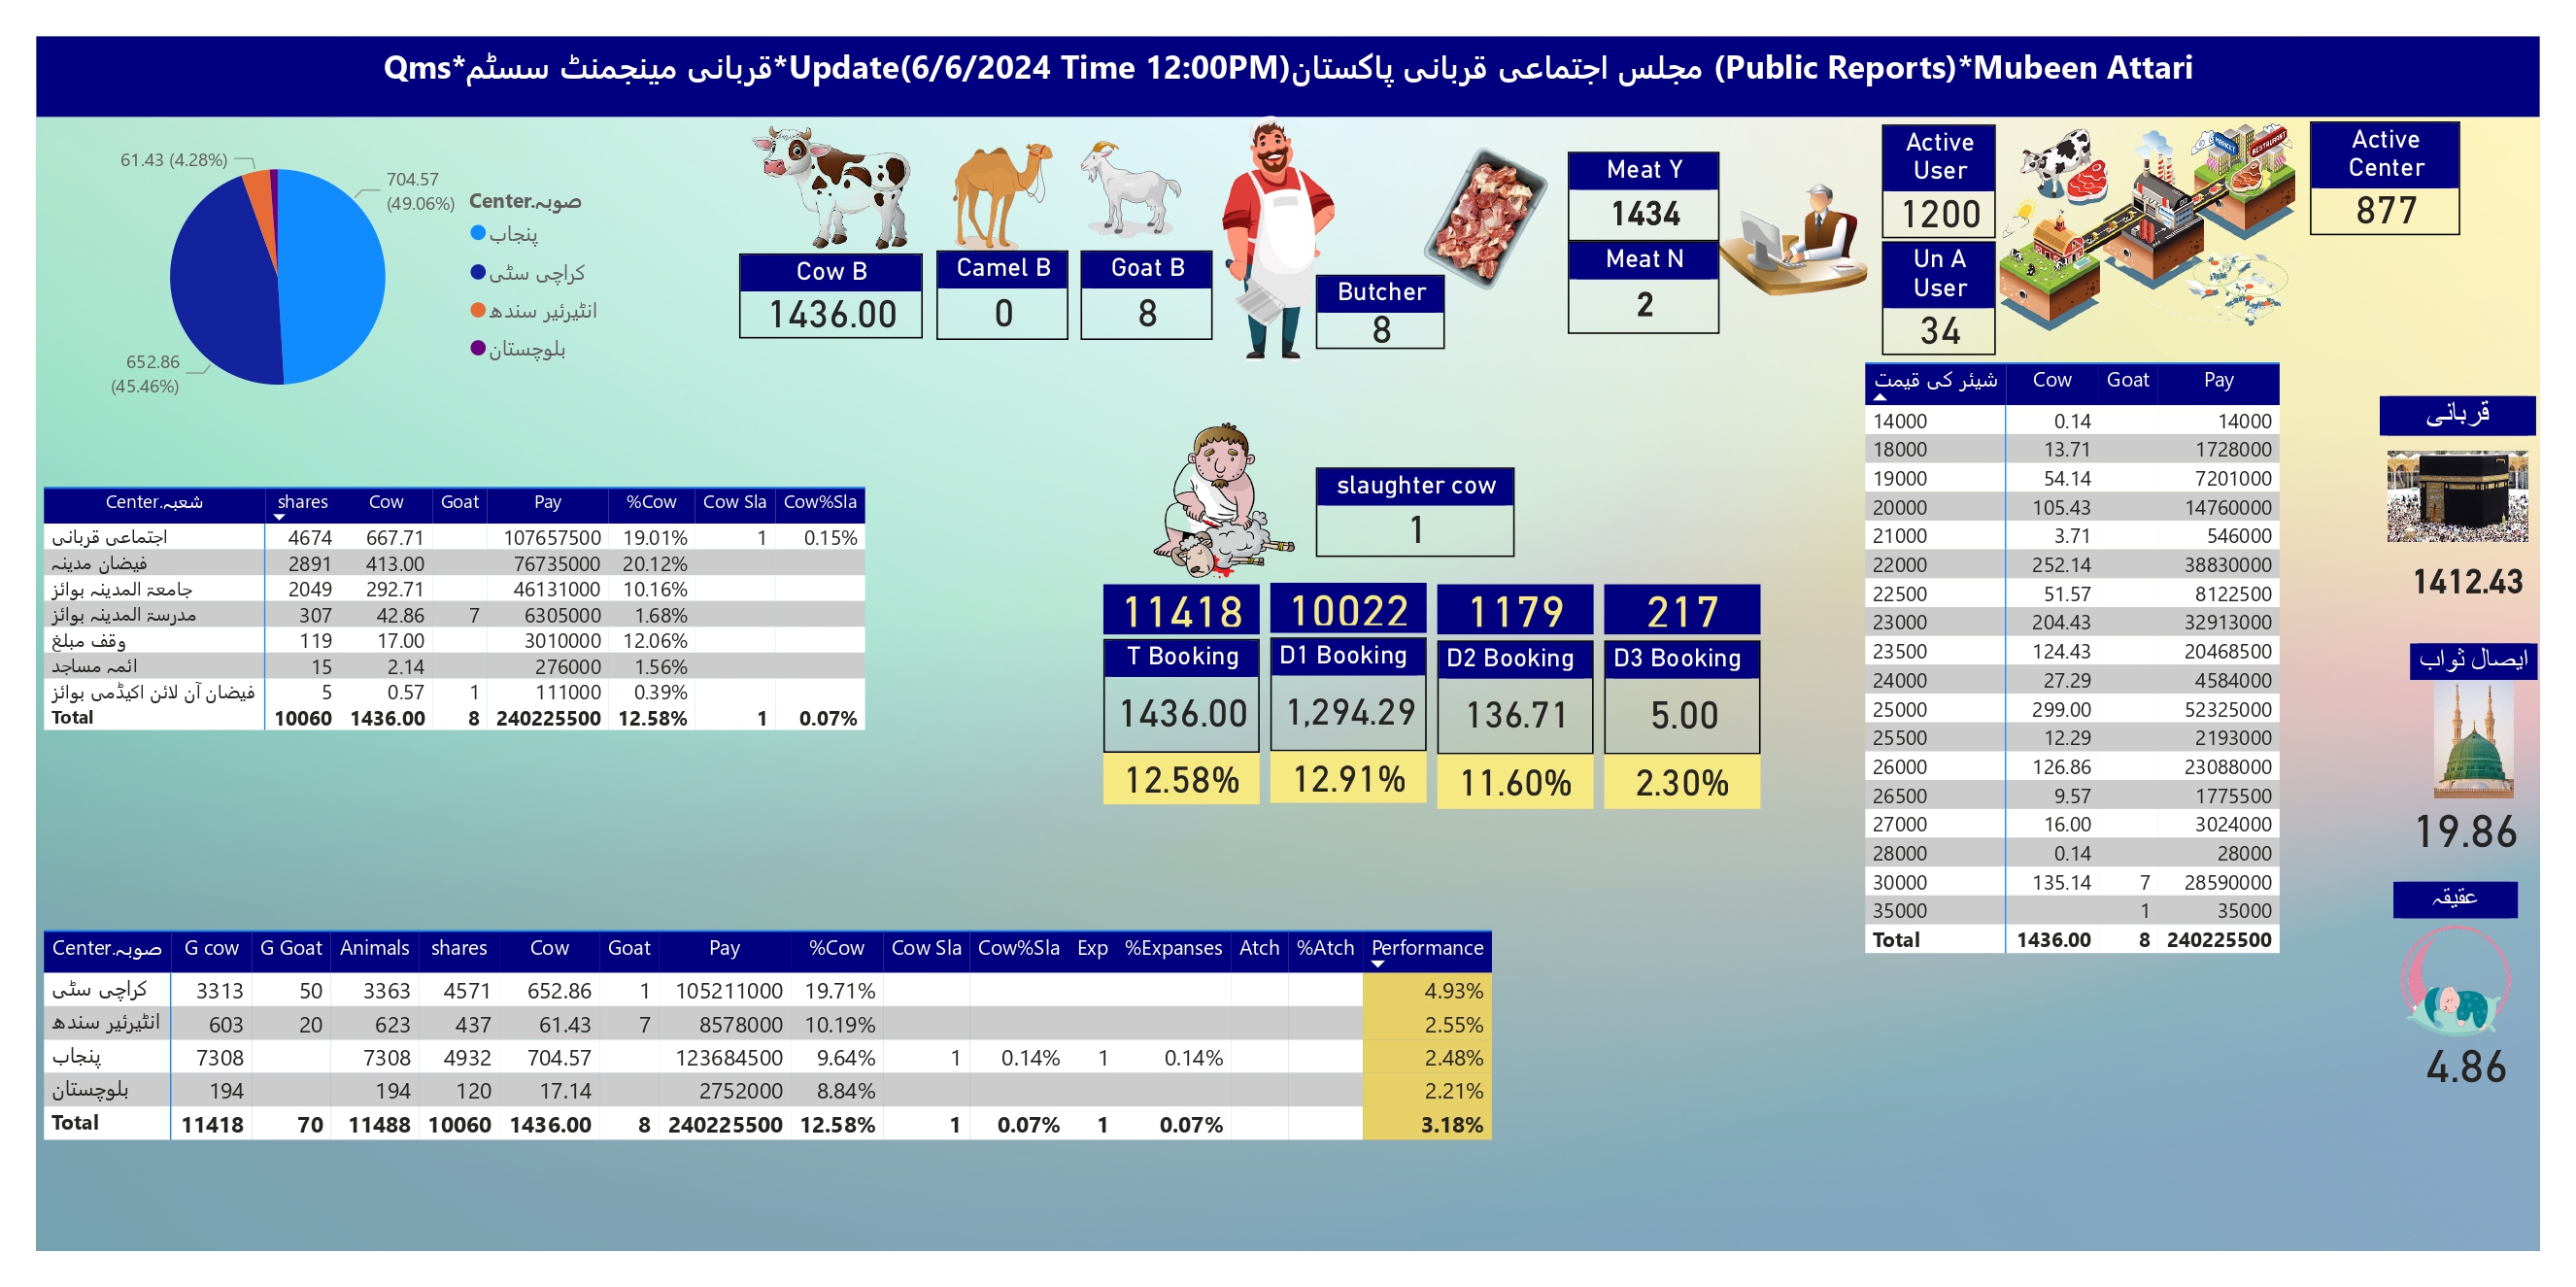 Qms*قربانی مینجمنٹ سسٹم*Update(6/6/2024 Time 12:00PM)مجلس اجتماعی قربانی پاکستان (Public Reports)*Mubeen Attari
61.43 (4.28%)
704.57
(49.06%)
652.86
(45.46%)
Center.صوبہ
پنجاب
کراچی سٹی
انٹیرئیر سندھ
بلوچستان
Cow B
1436.00
Camel B
0
Goat B
8
Butcher
8
Meat Y
1434
Meat N
2
Active
User
1200
Un A
User
34
MARKET
RESTAURANT
Active
Center
877
Center.شعبہ shares Cow Goat Pay %Cow Cow Sla Cow%Sla
اجتماعی قربانی 4674 667.71 107657500 19.01% 1 0.15%
فیضان مدینہ 2891 413.00 76735000 20.12%
جامعۃ المدینہ بوائز 2049 292.71 46131000 10.16%
مدرسۃ المدینہ بوائز 307 42.86 7 6305000 1.68%
وقف مبلغ 119 17.00 3010000 12.06%
ائمہ مساجد 15 2.14 276000 1.56%
فیضان آن لائن اکیڈمی بوائز 5 0.57 1 111000 0.39%
Total 10060 1436.00 8 240225500 12.58% 1 0.07%
slaughter cow
1
11418 10022 1179 217
T Booking D1 Booking D2 Booking D3 Booking
1436.00 1,294.29 136.71 5.00
12.58% 12.91% 11.60% 2.30%
شیئر کی قیمت Cow Goat Pay
14000 0.14 14000
18000 13.71 1728000
19000 54.14 7201000
20000 105.43 14760000
21000 3.71 546000
22000 252.14 38830000
22500 51.57 8122500
23000 204.43 32913000
23500 124.43 20468500
24000 27.29 4584000
25000 299.00 52325000
25500 12.29 2193000
26000 126.86 23088000
26500 9.57 1775500
27000 16.00 3024000
28000 0.14 28000
30000 135.14 7 28590000
35000 1 35000
Total 1436.00 8 240225500
قربانی
1412.43
ایصال ثواب
19.86
عقیقہ
4.86
Center.صوبہ G cow G Goat Animals shares Cow Goat Pay %Cow Cow Sla Cow%Sla Exp %Expanses Atch %Atch Performance
کراچی سٹی 3313 50 3363 4571 652.86 1 105211000 19.71% 4.93%
انٹیرئیر سندھ 603 20 623 437 61.43 7 8578000 10.19% 2.55%
پنجاب 7308 7308 4932 704.57 123684500 9.64% 1 0.14% 1 0.14% 2.48%
بلوچستان 194 194 120 17.14 2752000 8.84% 2.21%
Total 11418 70 11488 10060 1436.00 8 240225500 12.58% 1 0.07% 1 0.07% 3.18%